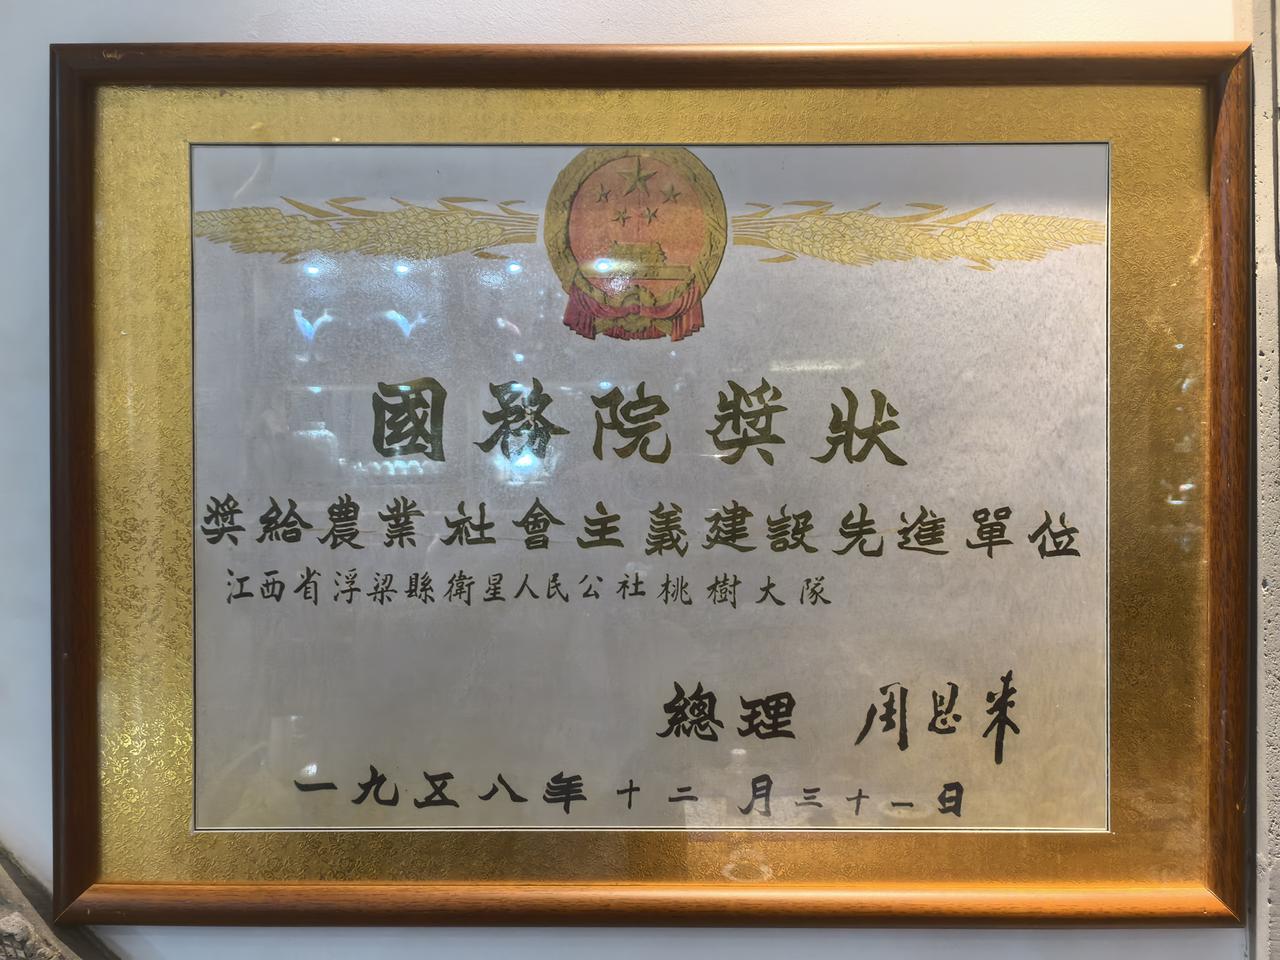 國務院獎狀
獎給農業社會主義建設先進單位
江西省浮梁縣衛星人民公社桃樹大隊
總理 周恩来
一九五八年十二月三十一日